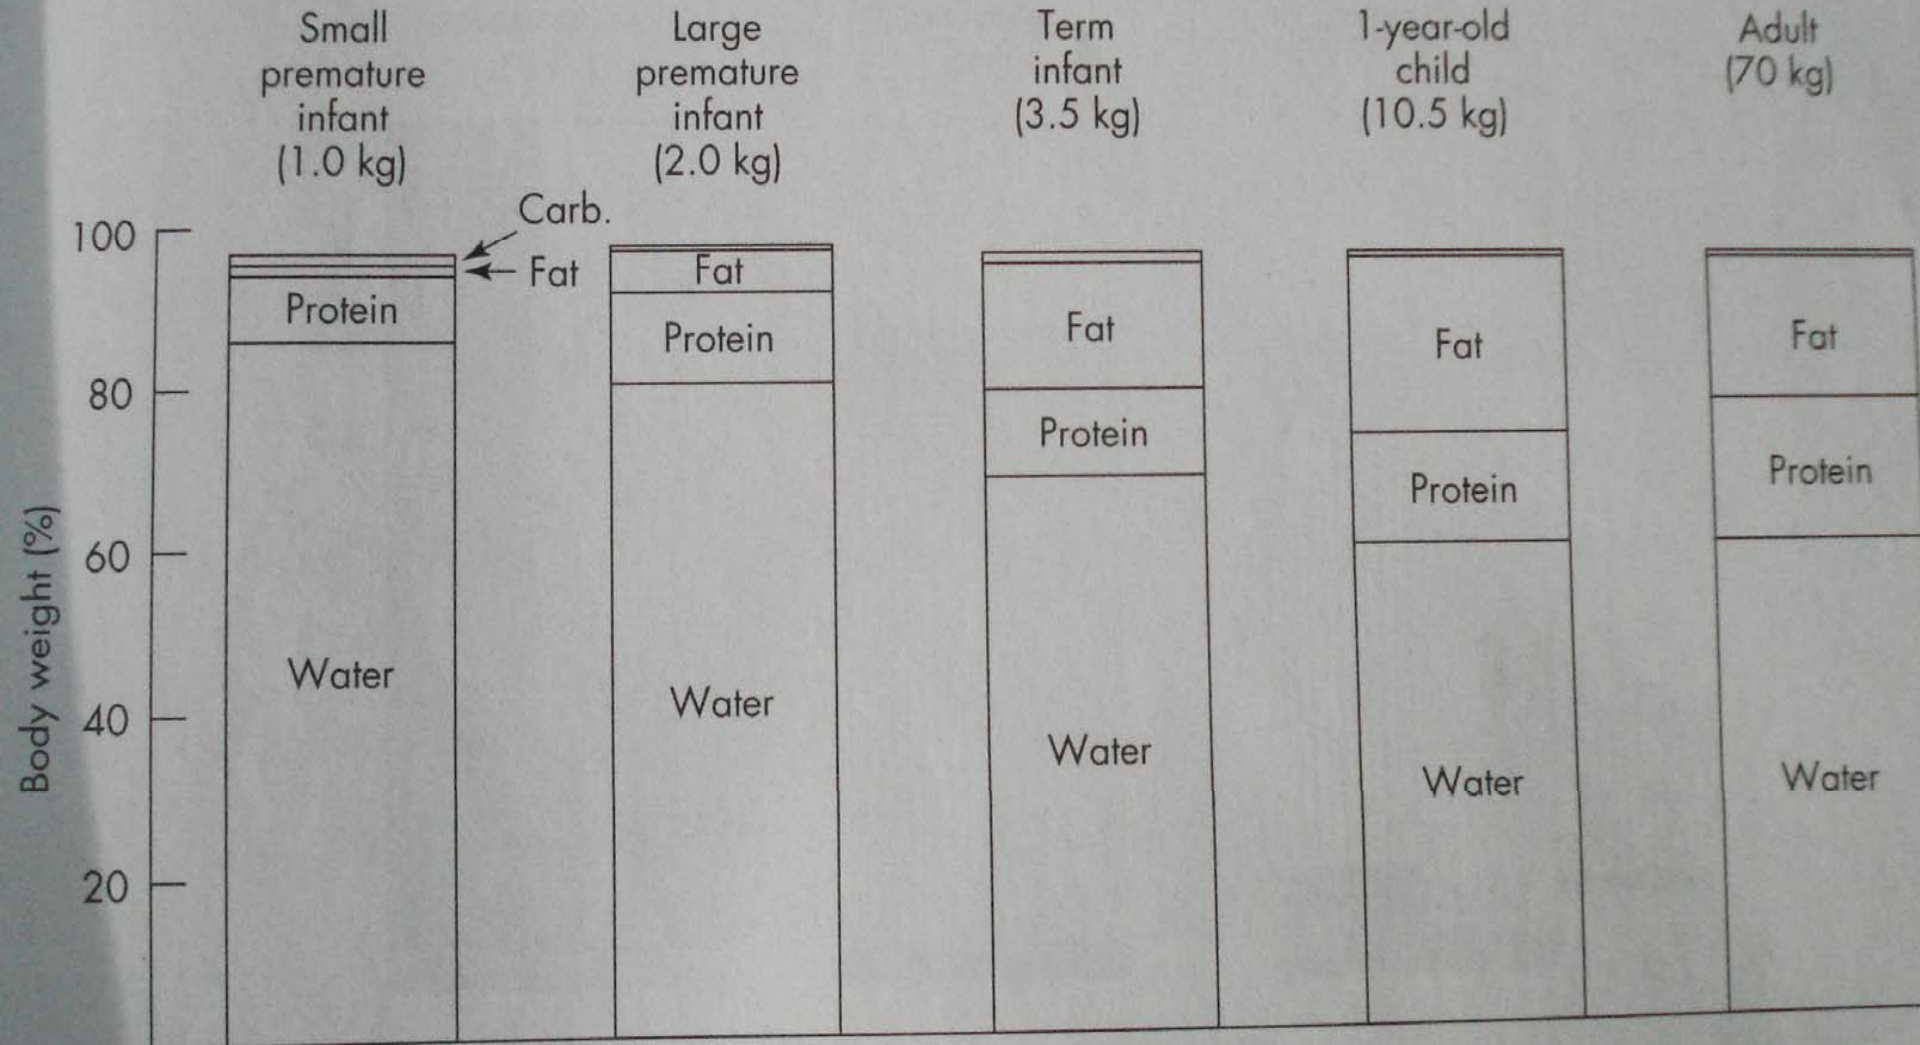 Small
premature
infant
(1.0 kg)
Large
premature
infant
(2.0 kg)
Term
infant
(3.5 kg)
1-year-old
child
(10.5 kg)
Adult
(70 kg)
Body weight (%)
100
80
60
40
20
Carb.
Fat
Protein
Water
Fat
Protein
Water
Fat
Protein
Water
Fat
Protein
Water
Fat
Protein
Water